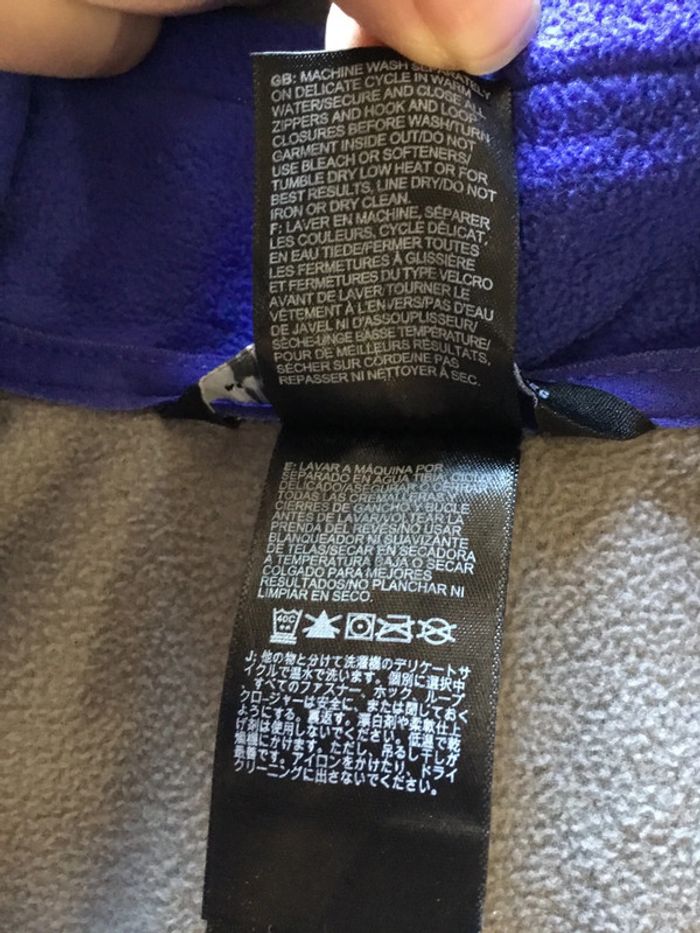 GB: MACHINE WASH SEPARATELY
ON DELICATE CYCLE IN WARM
WATER/SECURE AND CLOSE ALL
ZIPPERS AND HOOK AND LOOP
CLOSURES BEFORE WASH/TURN
GARMENT INSIDE OUT/DO NOT
USE BLEACH OR SOFTENERS/
TUMBLE DRY LOW HEAT OR FOR
BEST RESULTS, LINE DRY/DO NOT
IRON OR DRY CLEAN.
F: LAVER EN MACHINE, SÉPARER
LES COULEURS, CYCLE DÉLICAT,
EN EAU TIEDE/FERMER TOUTES
LES FERMETURES À GLISSIÈRE
ET FERMETURES DU TYPE VELCRO
AVANT DE LAVER/TOURNER LE
VÊTEMENT À L'ENVERS/PAS D'EAU
DE JAVEL NI D'ASSOUPLISSEUR/
SÈCHE-LINGE BASSE TEMPÉRATURE/
POUR DE MEILLEURS RÉSULTATS,
SÉCHER SUR CORDE/NE PAS
REPASSER NI NETTOYER À SEC.
E: LAVAR A MÁQUINA POR
SEPARADO EN AGUA TIBIA, CICLO
DELICADO/ASEGURAR O CERRAR
TODAS LAS CREMALLERAS Y
CIERRES DE GANCHO Y BUCLE
ANTES DE LAVAR/VOLTEAR LA
PRENDA DEL REVES/NO USAR
BLANQUEADOR NI SUAVIZANTE
DE TELAS/SECAR EN SECADORA
A TEMPERATURA BAJA O SECAR
COLGADO PARA MEJORES
RESULTADOS/NO PLANCHAR NI
LIMPIAR EN SECO.
40C
J: 他の物と分けて洗濯機のデリケートサ
イクルで温水で洗います。個別に選択中
すべてのファスナー、ホック、ループ
クロージャーは安全に、または閉じておく
ようにする。裏返す。漂白剤や柔軟仕上
げ剤は使用しないでください。低温で乾
燥機にかけます。ただし、吊るし干しが
最善です。アイロンをかけたり、ドライ
クリーニングに出さないでください。